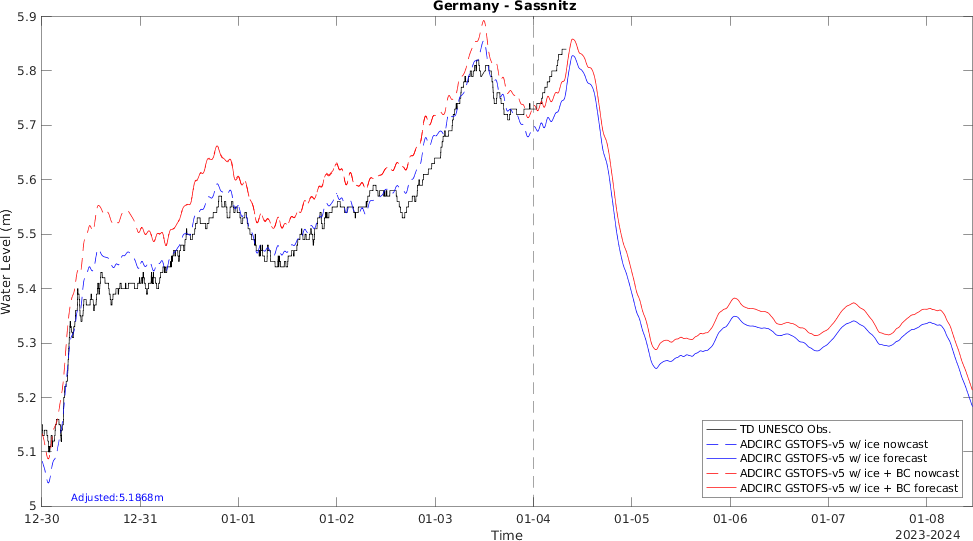 Germany - Sassnitz
Water Level (m)
5.9
5.8
5.7
5.6
5.5
5.4
5.3
5.2
5.1
5
Adjusted:5.1868m
TD UNESCO Obs.
ADCIRC GSTOFS-v5 w/ ice nowcast
ADCIRC GSTOFS-v5 w/ ice forecast
ADCIRC GSTOFS-v5 w/ ice + BC nowcast
ADCIRC GSTOFS-v5 w/ ice + BC forecast
12-30 12-31 01-01 01-02 01-03 01-04 01-05 01-06 01-07 01-08
Time
2023-2024